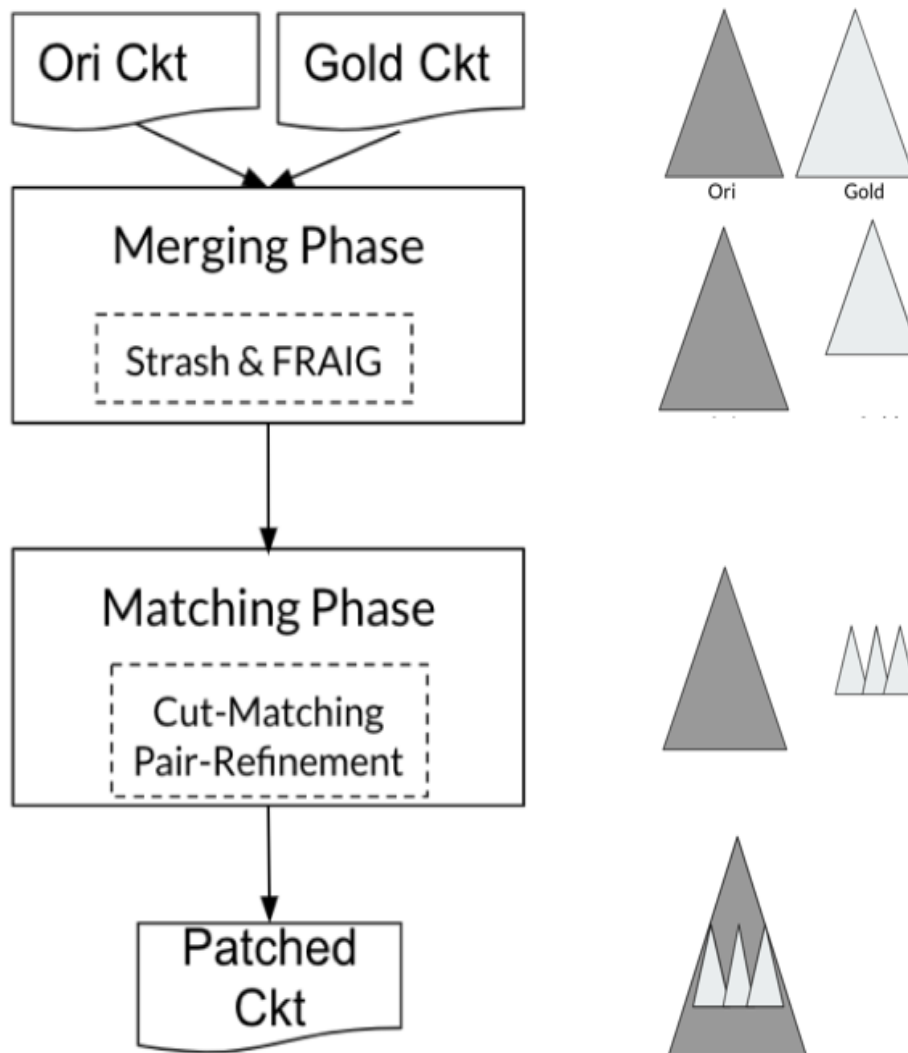 Ori Ckt
Gold Ckt
Ori
Gold
Merging Phase
Strash & FRAIG
Matching Phase
Cut-Matching
Pair-Refinement
Patched
Ckt